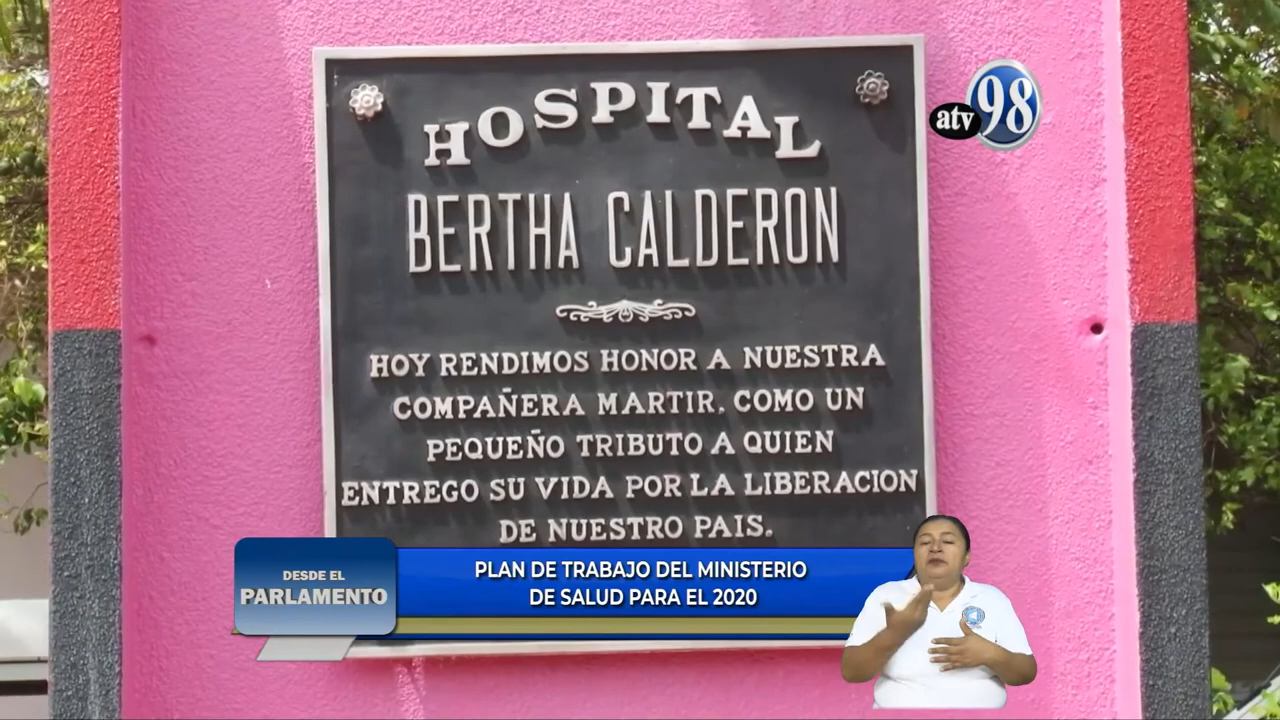 HOSPITAL
BERTHA CALDERON
HOY RENDIMOS HONOR A NUESTRA
COMPAÑERA MARTIR. COMO UN
PEQUEÑO TRIBUTO A QUIEN
ENTREGO SU VIDA POR LA LIBERACION
DE NUESTRO PAIS.
atv 98
DESDE EL
PARLAMENTO
PLAN DE TRABAJO DEL MINISTERIO
DE SALUD PARA EL 2020